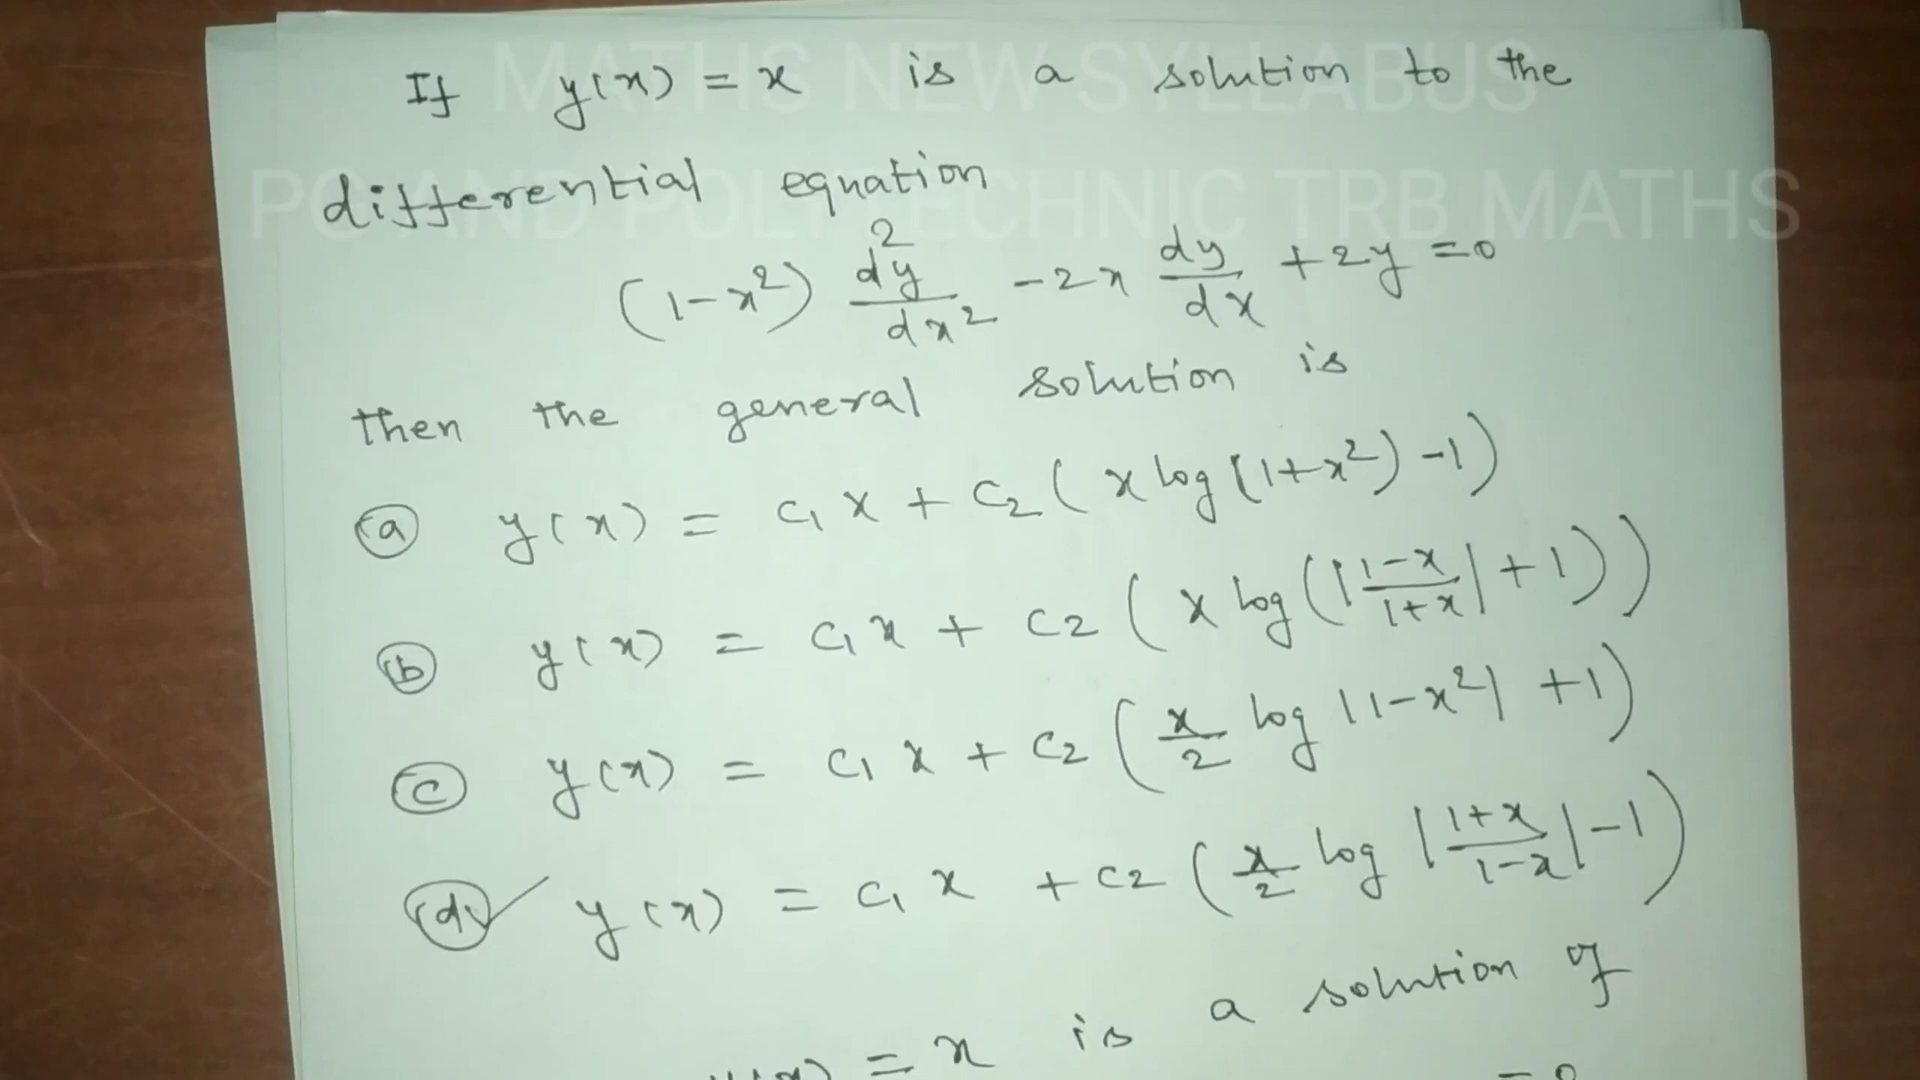 MATHS NEW SYLLABUS
PG AND POLYTECHNIC TRB MATHS
If y(x) = x is a solution to the
differential equation
(1-x²) d²y/dx² -2x dy/dx +2y =0
then the general solution is
(a) y(x) = c₁x + c₂(x log(1+x²) -1)
(b) y(x) = c₁x + c₂(x log(|1-x/1+x| +1))
(c) y(x) = c₁x + c₂(x/2 log |1-x²| +1)
(d) ✓ y(x) = c₁x + c₂(x/2 log |1+x/1-x| -1)
y(x) = x is a solution of
=0